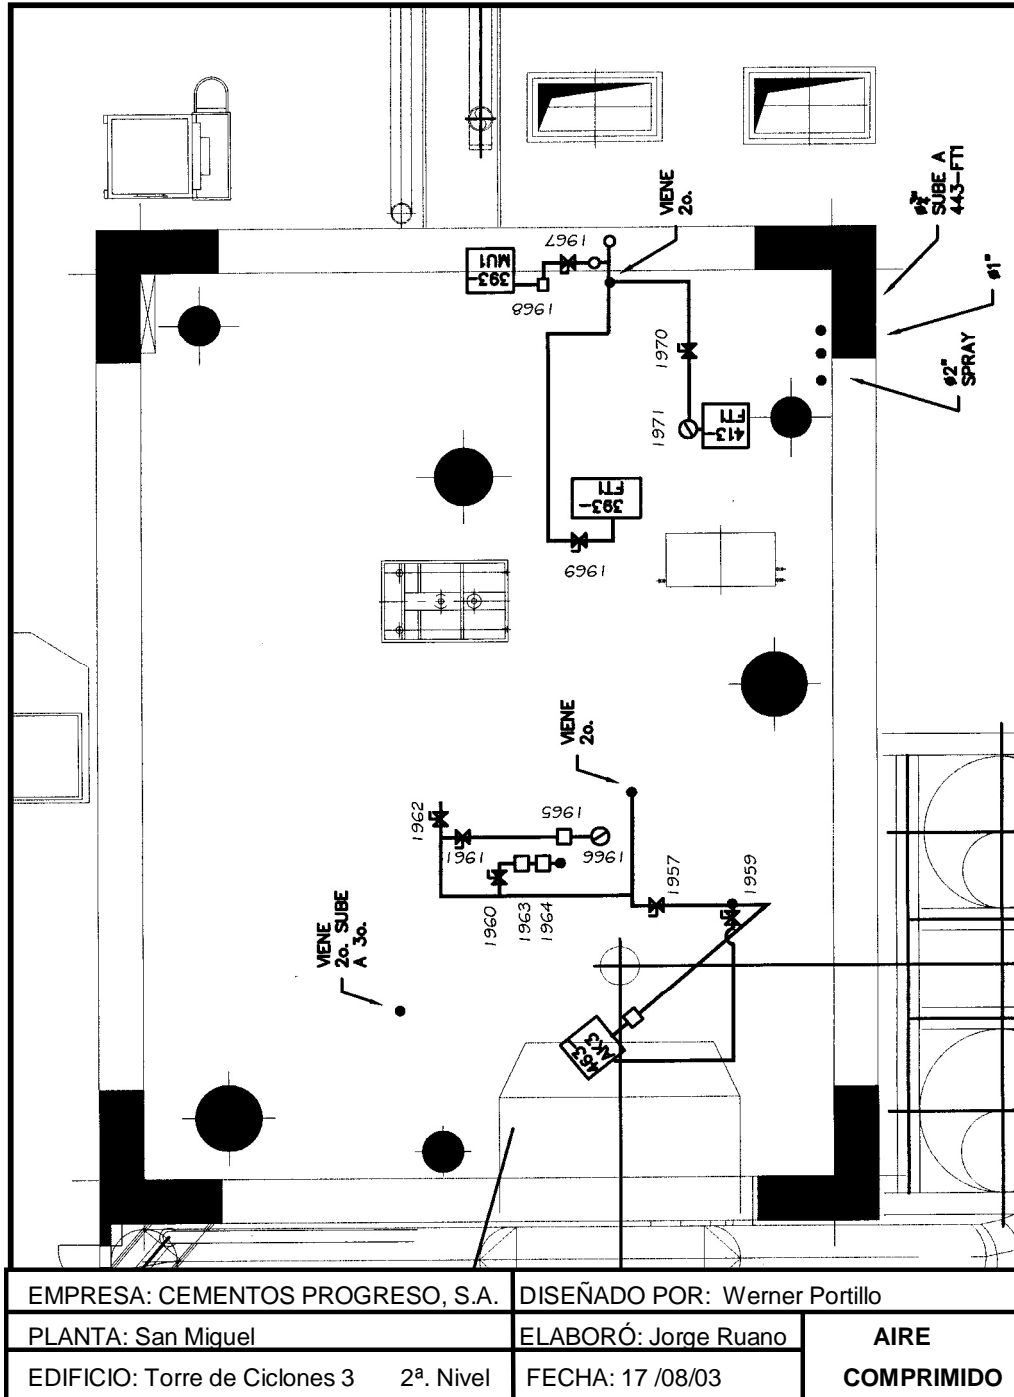 VIENE
2o.
ø¾"
SUBE A
443-FT1
ø1"
ø2"
SPRAY
1967
393-
MU1
1968
1970
1971
413-
FT1
393-
FT1
1969
VIENE
2o.
1962
1965
1961
1966
1960
1963
1964
1957
1959
VIENE
2o. SUBE
A 3o.
463-
AK3
EMPRESA: CEMENTOS PROGRESO, S.A.
DISEÑADO POR: Werner Portillo
PLANTA: San Miguel
ELABORÓ: Jorge Ruano
AIRE
EDIFICIO: Torre de Ciclones 3 2ª. Nivel
FECHA: 17 /08/03
COMPRIMIDO